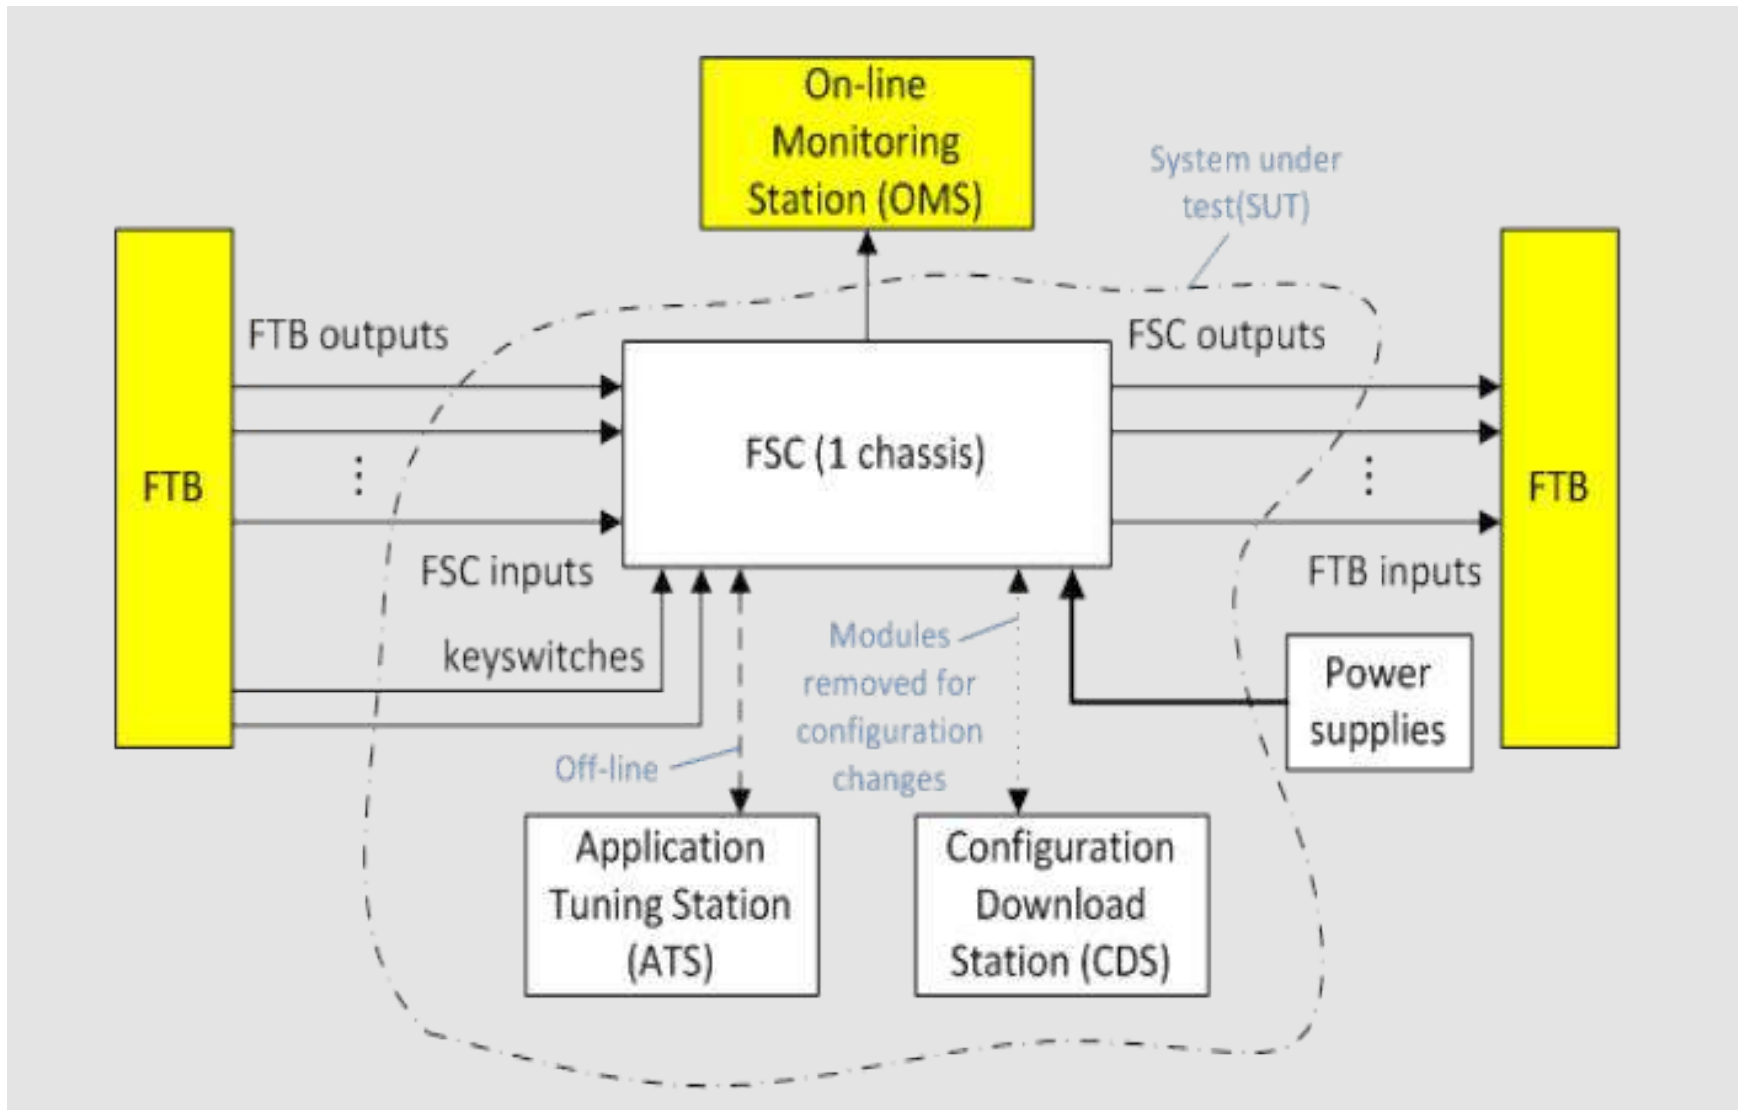 On-line
Monitoring
Station (OMS)
System under
test(SUT)
FTB outputs
FSC outputs
FTB
FSC (1 chassis)
FTB
FSC inputs
FTB inputs
keyswitches
Modules
removed for
configuration
changes
Power
supplies
Off-line
Application
Tuning Station
(ATS)
Configuration
Download
Station (CDS)